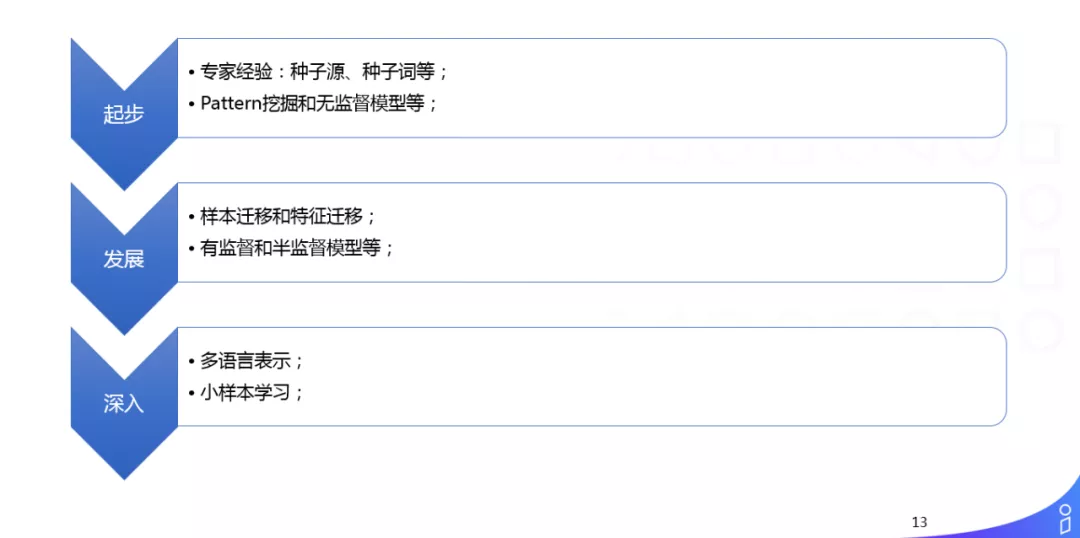 起步
• 专家经验：种子源、种子词等；
• Pattern挖掘和无监督模型等；
发展
• 样本迁移和特征迁移；
• 有监督和半监督模型等；
深入
• 多语言表示；
• 小样本学习；
13